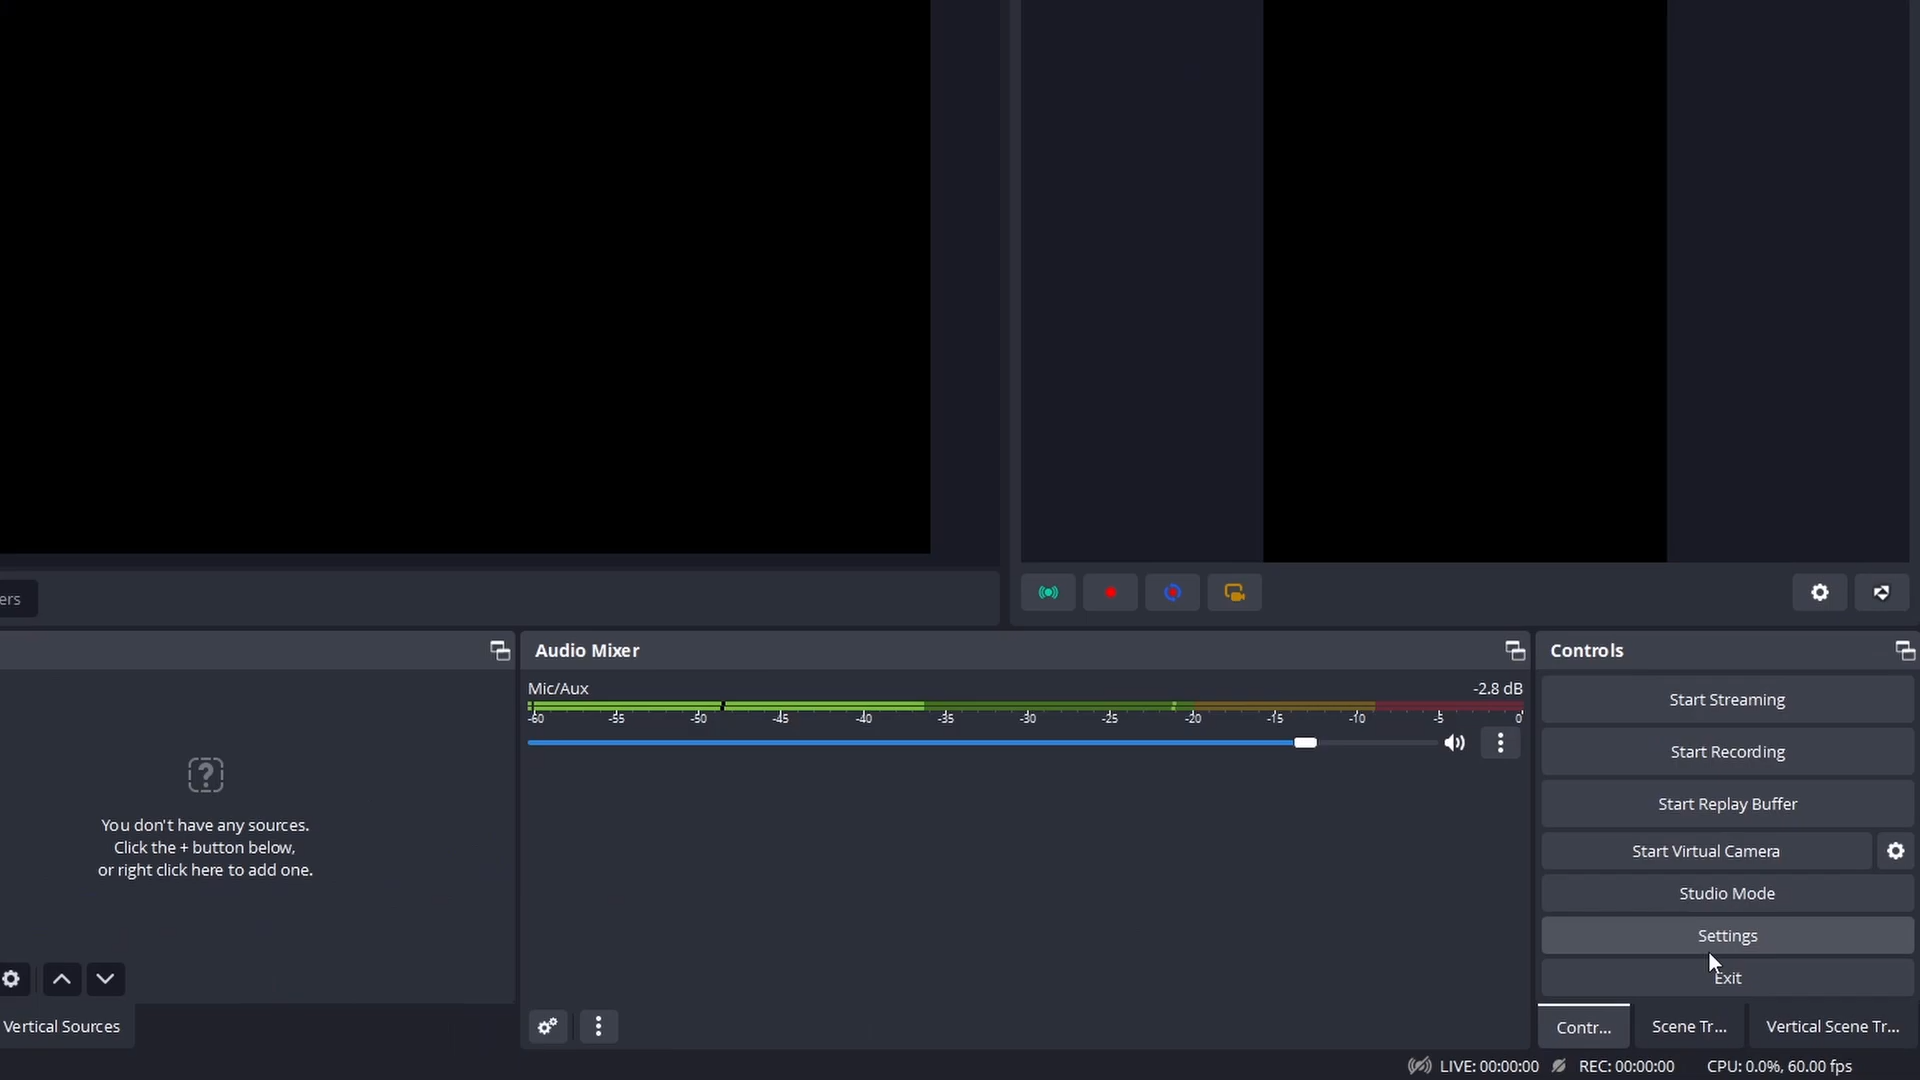 ers
Audio Mixer
Mic/Aux
-2.8 dB
-60 -55 -50 -45 -40 -35 -30 -25 -20 -15 -10 -5 0
You don't have any sources.
Click the + button below,
or right click here to add one.
Vertical Sources
Controls
Start Streaming
Start Recording
Start Replay Buffer
Start Virtual Camera
Studio Mode
Settings
Exit
Contr...
Scene Tr...
Vertical Scene Tr...
LIVE: 00:00:00
REC: 00:00:00
CPU: 0.0%, 60.00 fps